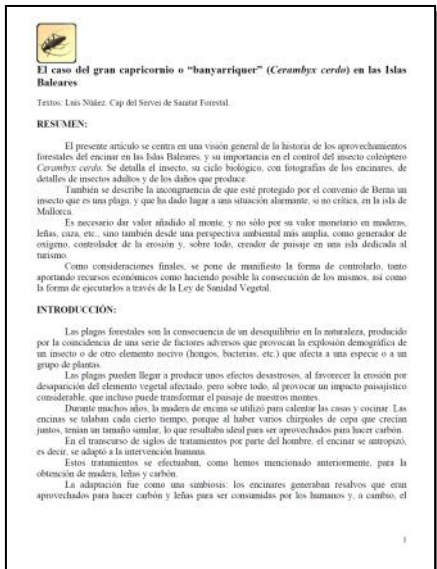 El caso del gran capricornio o “banyarriquer” (Cerambyx cerdo) en las Islas
Baleares
Textos: Luis Núñez. Cap del Servei de Sanitat Forestal.
RESUMEN:
El presente artículo se centra en una visión general de la historia de los aprovechamientos
forestales del encinar en las Islas Baleares, y su importancia en el control del insecto coleóptero
Cerambyx cerdo. Se detalla el insecto, su ciclo biológico, con fotografías de los encinares, de
detalles de insectos adultos y de los daños que produce.
También se describe la incongruencia de que esté protegido por el convenio de Berna un
insecto que es una plaga, y que ha dado lugar a una situación alarmante, si no crítica, en la isla de
Mallorca.
Es necesario dar valor añadido al monte, y no sólo por su valor monetario en maderas,
leñas, caza, etc., sino también desde una perspectiva ambiental más amplia, como generador de
oxígeno, controlador de la erosión y, sobre todo, creador de paisaje en una isla dedicada al
turismo.
Como consideraciones finales, se pone de manifiesto la forma de controlarlo, tanto
aportando recursos económicos como haciendo posible la consecución de los mismos, así como
la forma de ejecutarlos a través de la Ley de Sanidad Vegetal.
INTRODUCCIÓN:
Las plagas forestales son la consecuencia de un desequilibrio en la naturaleza, producido
por la coincidencia de una serie de factores adversos que provocan la explosión demográfica de
un insecto o de otro elemento nocivo (hongos, bacterias, etc.) que afecta a una especie o a un
grupo de plantas.
Las plagas pueden llegar a producir unos efectos desastrosos, al favorecer la erosión por
desaparición del elemento vegetal afectado, pero sobre todo, al provocar un impacto paisajístico
considerable, que incluso puede transformar el paisaje de nuestros montes.
Durante muchos años, la madera de encina se utilizó para calentar las casas y cocinar. Las
encinas se talaban cada cierto tiempo, porque al haber varios chirpiales de cepa que crecían
juntos, tenían un tamaño similar, lo que resultaba ideal para ser aprovechados para hacer carbón.
En el transcurso de siglos de tratamientos por parte del hombre, el encinar se antropizó,
es decir, se adaptó a la intervención humana.
Estos tratamientos se efectuaban, como hemos mencionado anteriormente, para la
obtención de madera, leñas y carbón.
La adaptación fue como una simbiosis: los encinares generaban resalvos que eran
aprovechados para hacer carbón y leñas para ser consumidas por los humanos y, a cambio, el
1